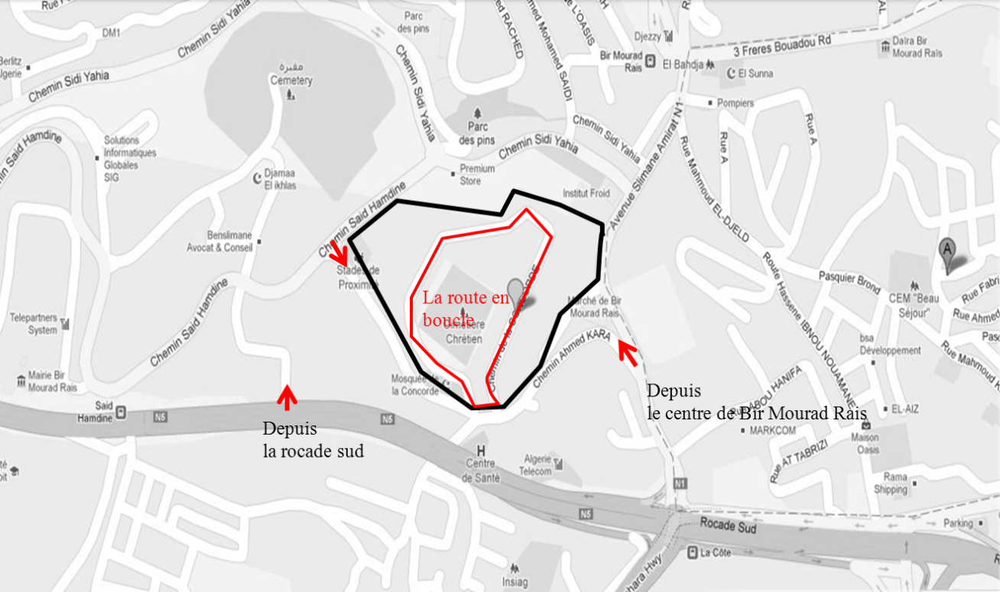 Rue F
DM1
Chemin Sidi Yahia
Parc
des pins
RACHED
Mohamed SAIDI
L'OASIS
Djezzy
Bir Mourad
Rais
El Bahdja
3 Freres Bouadou Rd
Daïra Bir
Mourad Raïs
El Sunna
Pompiers
Berlitz
Chemin Sidi Yahia
مقبرة
Cemetery
Chemin Sidi Yahia
Parc
des pins
Chemin Sidi Yahia
Chemin Sidi Yahia
Avenue Slimane Amirat N1
Rue Mahmoud EL-DJELD
Rue A
Rue A
Said Hamdine
Solutions
Informatiques
Globales
SIG
Djamaa
El ikhlas
Premium
Store
Institut Froid
Chemin Said Hamdine
Benslimane
Avocat & Conseil
Stades de
Proximité
La route en
boucle
Cimetière
Chrétien
Chemin de la CONCORDE
Marché de Bir
Mourad Rais
Chemin Ahmed KARA
Mosquée de
la Concorde
Route Hassene IBNOU NOUAMANE
Pasquier Brond
CEM "Beau
Séjour"
A
Rue Fabri
Rue Ahmed
Rue Mahmoud
bsa
Développement
Telepartners
System
Chemin Said Hamdine
Mairie Bir
Mourad Rais
Said
Hamdine
N5
N5
Depuis
la rocade sud
Depuis
le centre de Bir Mourad Rais
Rue ABOU HANIFA
MARKCOM
EL-AIZ
Maison
Oasis
Rue AT TABRIZI
Rama
Shipping
H
Centre
de Santé
Algerie
Telecom
N1
N5
Rocade Sud
Parking
La Côte
Insiag
Hwy